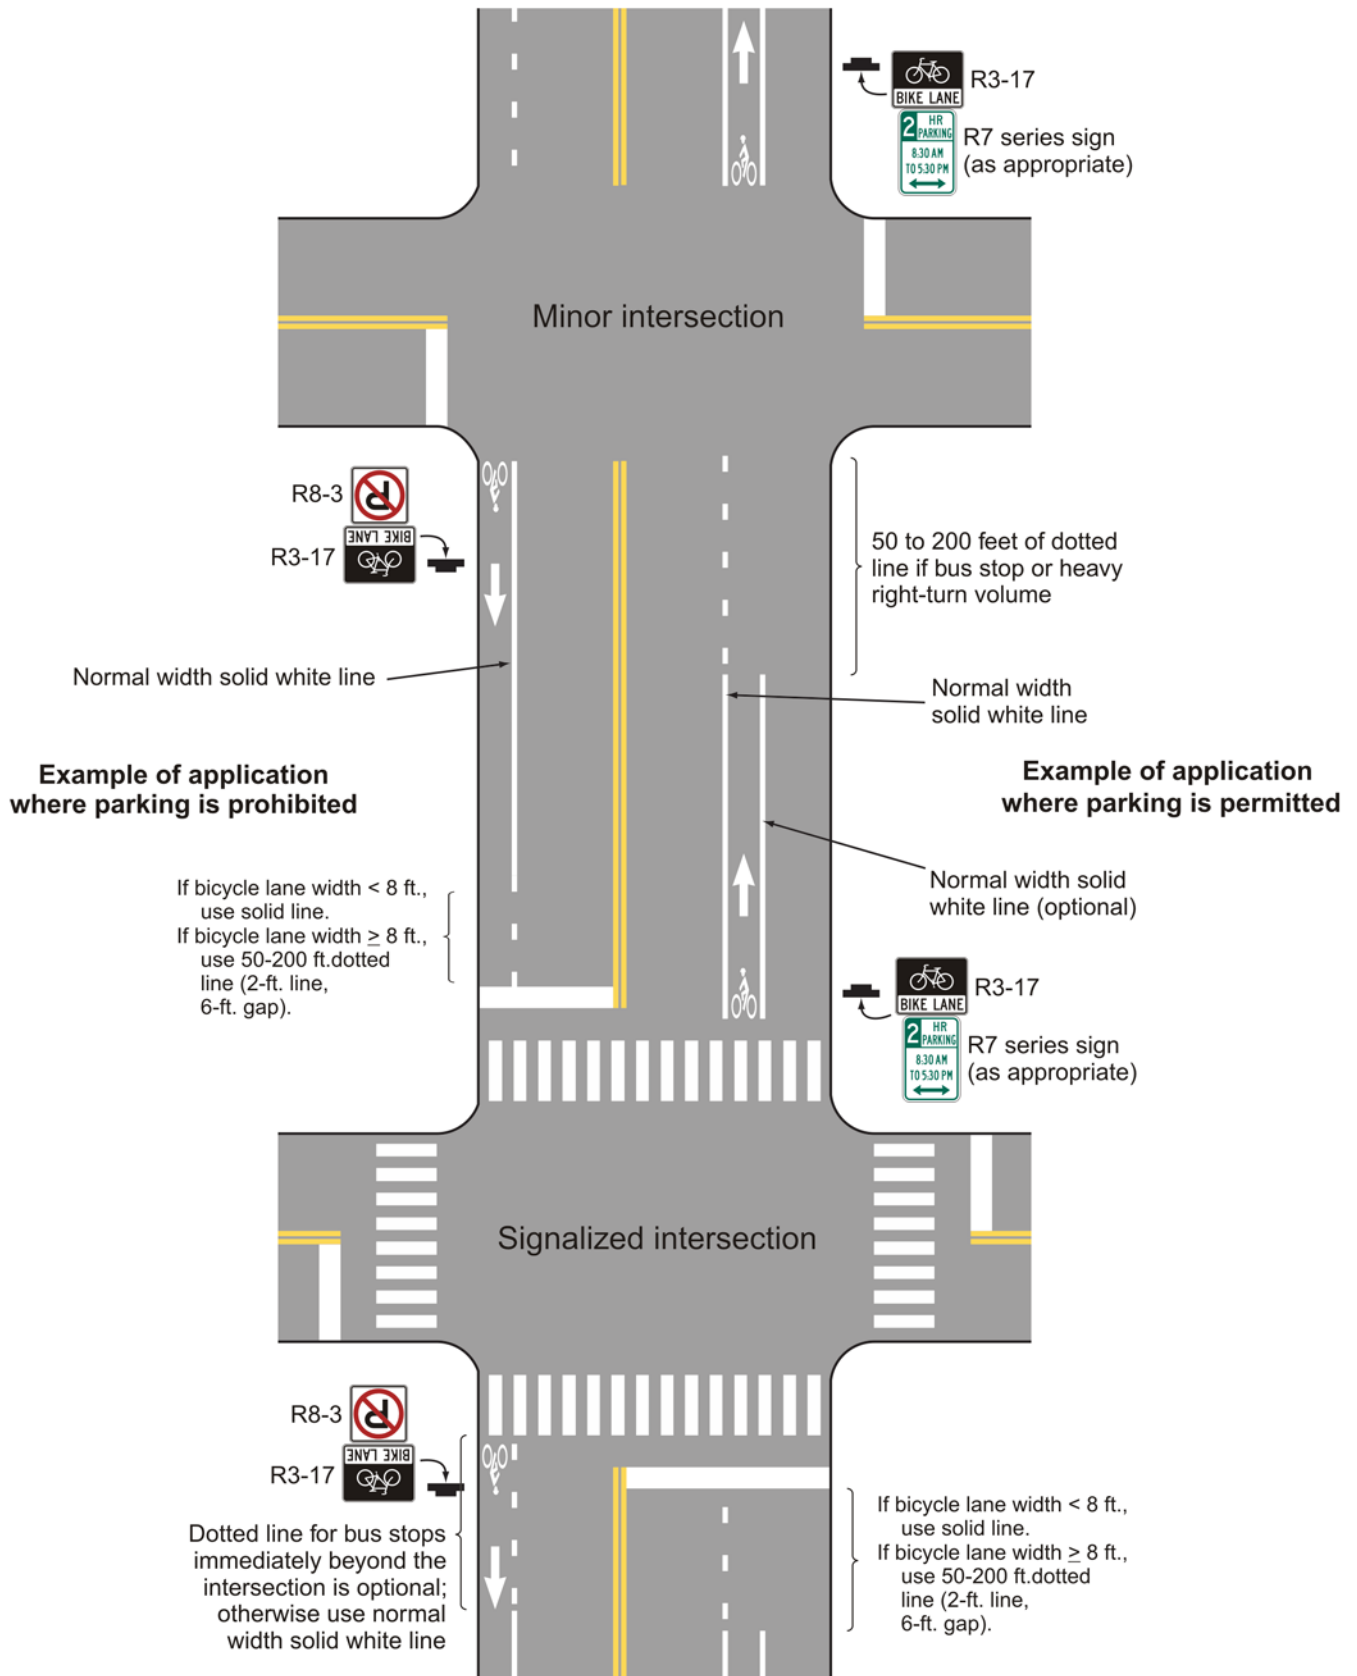 R3-17
BIKE LANE
2 HR
PARKING
8:30 AM
TO 5:30 PM
R7 series sign
(as appropriate)
Minor intersection
R8-3
P
BIKE LANE
R3-17
50 to 200 feet of dotted
line if bus stop or heavy
right-turn volume
Normal width solid white line
Normal width
solid white line
Example of application
where parking is prohibited
Example of application
where parking is permitted
Normal width solid
white line (optional)
If bicycle lane width < 8 ft.,
use solid line.
If bicycle lane width ≥ 8 ft.,
use 50-200 ft.dotted
line (2-ft. line,
6-ft. gap).
R3-17
BIKE LANE
2 HR
PARKING
8:30 AM
TO 5:30 PM
R7 series sign
(as appropriate)
Signalized intersection
R8-3
P
BIKE LANE
R3-17
Dotted line for bus stops
immediately beyond the
intersection is optional;
otherwise use normal
width solid white line
If bicycle lane width < 8 ft.,
use solid line.
If bicycle lane width ≥ 8 ft.,
use 50-200 ft.dotted
line (2-ft. line,
6-ft. gap).